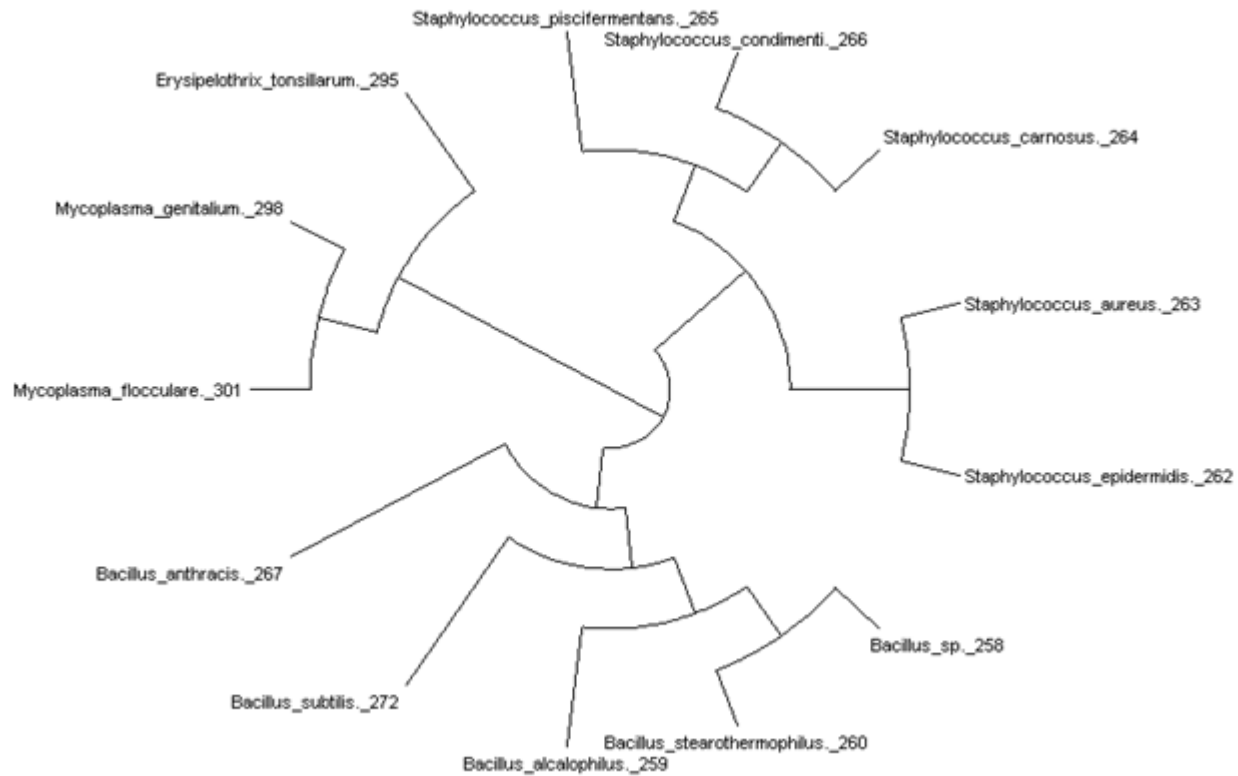 Staphylococcus_piscifermentans._265
Staphylococcus_condimenti._266
Erysipelothrix_tonsillarum._295
Staphylococcus_carnosus._264
Mycoplasma_genitalium._298
Staphylococcus_aureus._263
Mycoplasma_flocculare._301
Staphylococcus_epidermidis._262
Bacillus_anthracis._267
Bacillus_sp._258
Bacillus_subtilis._272
Bacillus_stearothermophilus._260
Bacillus_alcalophilus._259